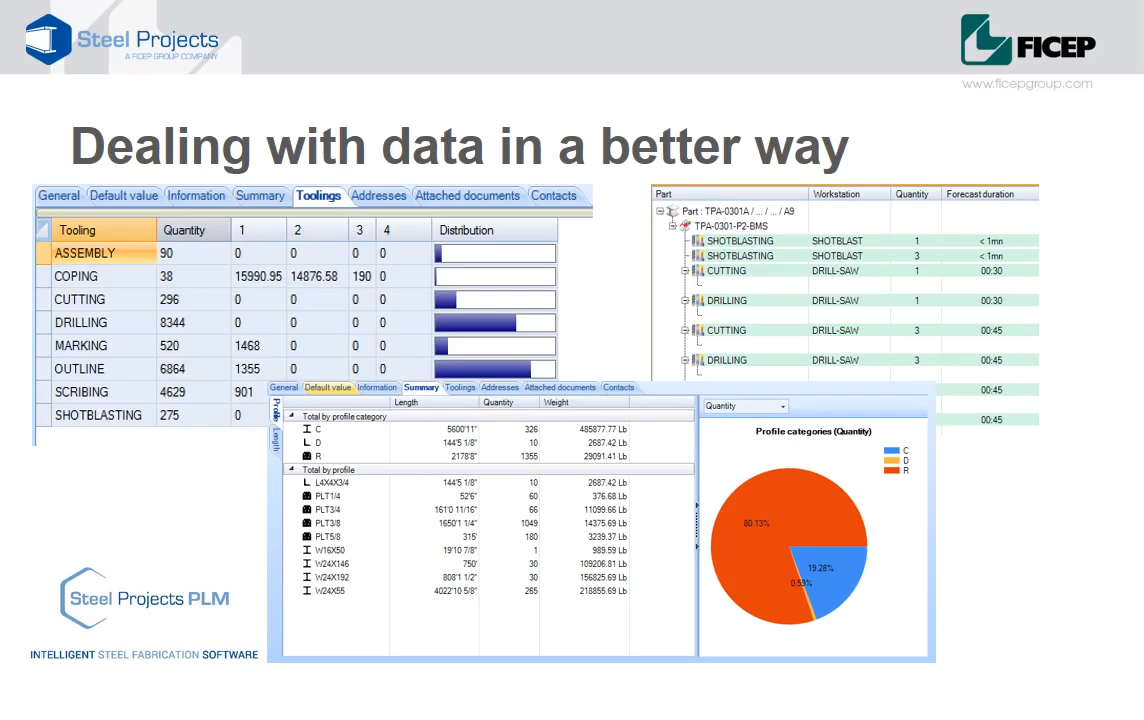 Steel Projects
A FICEP GROUP COMPANY
FICEP
www.ficepgroup.com
Dealing with data in a better way
General Default value Information Summary Toolings Addresses Attached documents Contacts
Tooling Quantity 1 2 3 4 Distribution
ASSEMBLY 90 0 0 0 0
COPING 38 15990.95 14876.58 190 0
CUTTING 296 0 0 0 0
DRILLING 8344 0 0 0 0
MARKING 520 1468 0 0 0
OUTLINE 6864 1355 0 0 0
SCRIBING 4629 901
SHOTBLASTING 275 0
Part Workstation Quantity Forecast duration
Part : TPA-0301A / ... / ... / A9
TPA-0301-P2-BMS
SHOTBLASTING SHOTBLAST 1 < 1mn
SHOTBLASTING SHOTBLAST 3 < 1mn
CUTTING DRILL-SAW 1 00:30
DRILLING DRILL-SAW 1 00:30
CUTTING DRILL-SAW 3 00:45
DRILLING DRILL-SAW 3 00:45
00:45
00:45
General Default value Information Summary Toolings Addresses Attached documents Contacts
Profile
Length
Length Quantity Weight
Total by profile category
C 5600'11" 326 485877.77 Lb
D 144'5 1/8" 10 2687.42 Lb
R 2178'8" 1355 29091.41 Lb
Total by profile
L4X4X3/4 144'5 1/8" 10 2687.42 Lb
PLT1/4 52'6" 60 376.68 Lb
PLT3/4 161'0 11/16" 66 11099.66 Lb
PLT3/8 1650'1 1/4" 1049 14375.69 Lb
PLT5/8 315' 180 3239.37 Lb
W16X50 19'10 7/8" 1 989.59 Lb
W24X146 750' 30 109206.81 Lb
W24X192 808'1 1/2" 30 156825.69 Lb
W24X55 4022'10 5/8" 265 218855.69 Lb
Quantity
Profile categories (Quantity)
C
D
R
80.13%
19.28%
0.59%
Steel Projects PLM
INTELLIGENT STEEL FABRICATION SOFTWARE